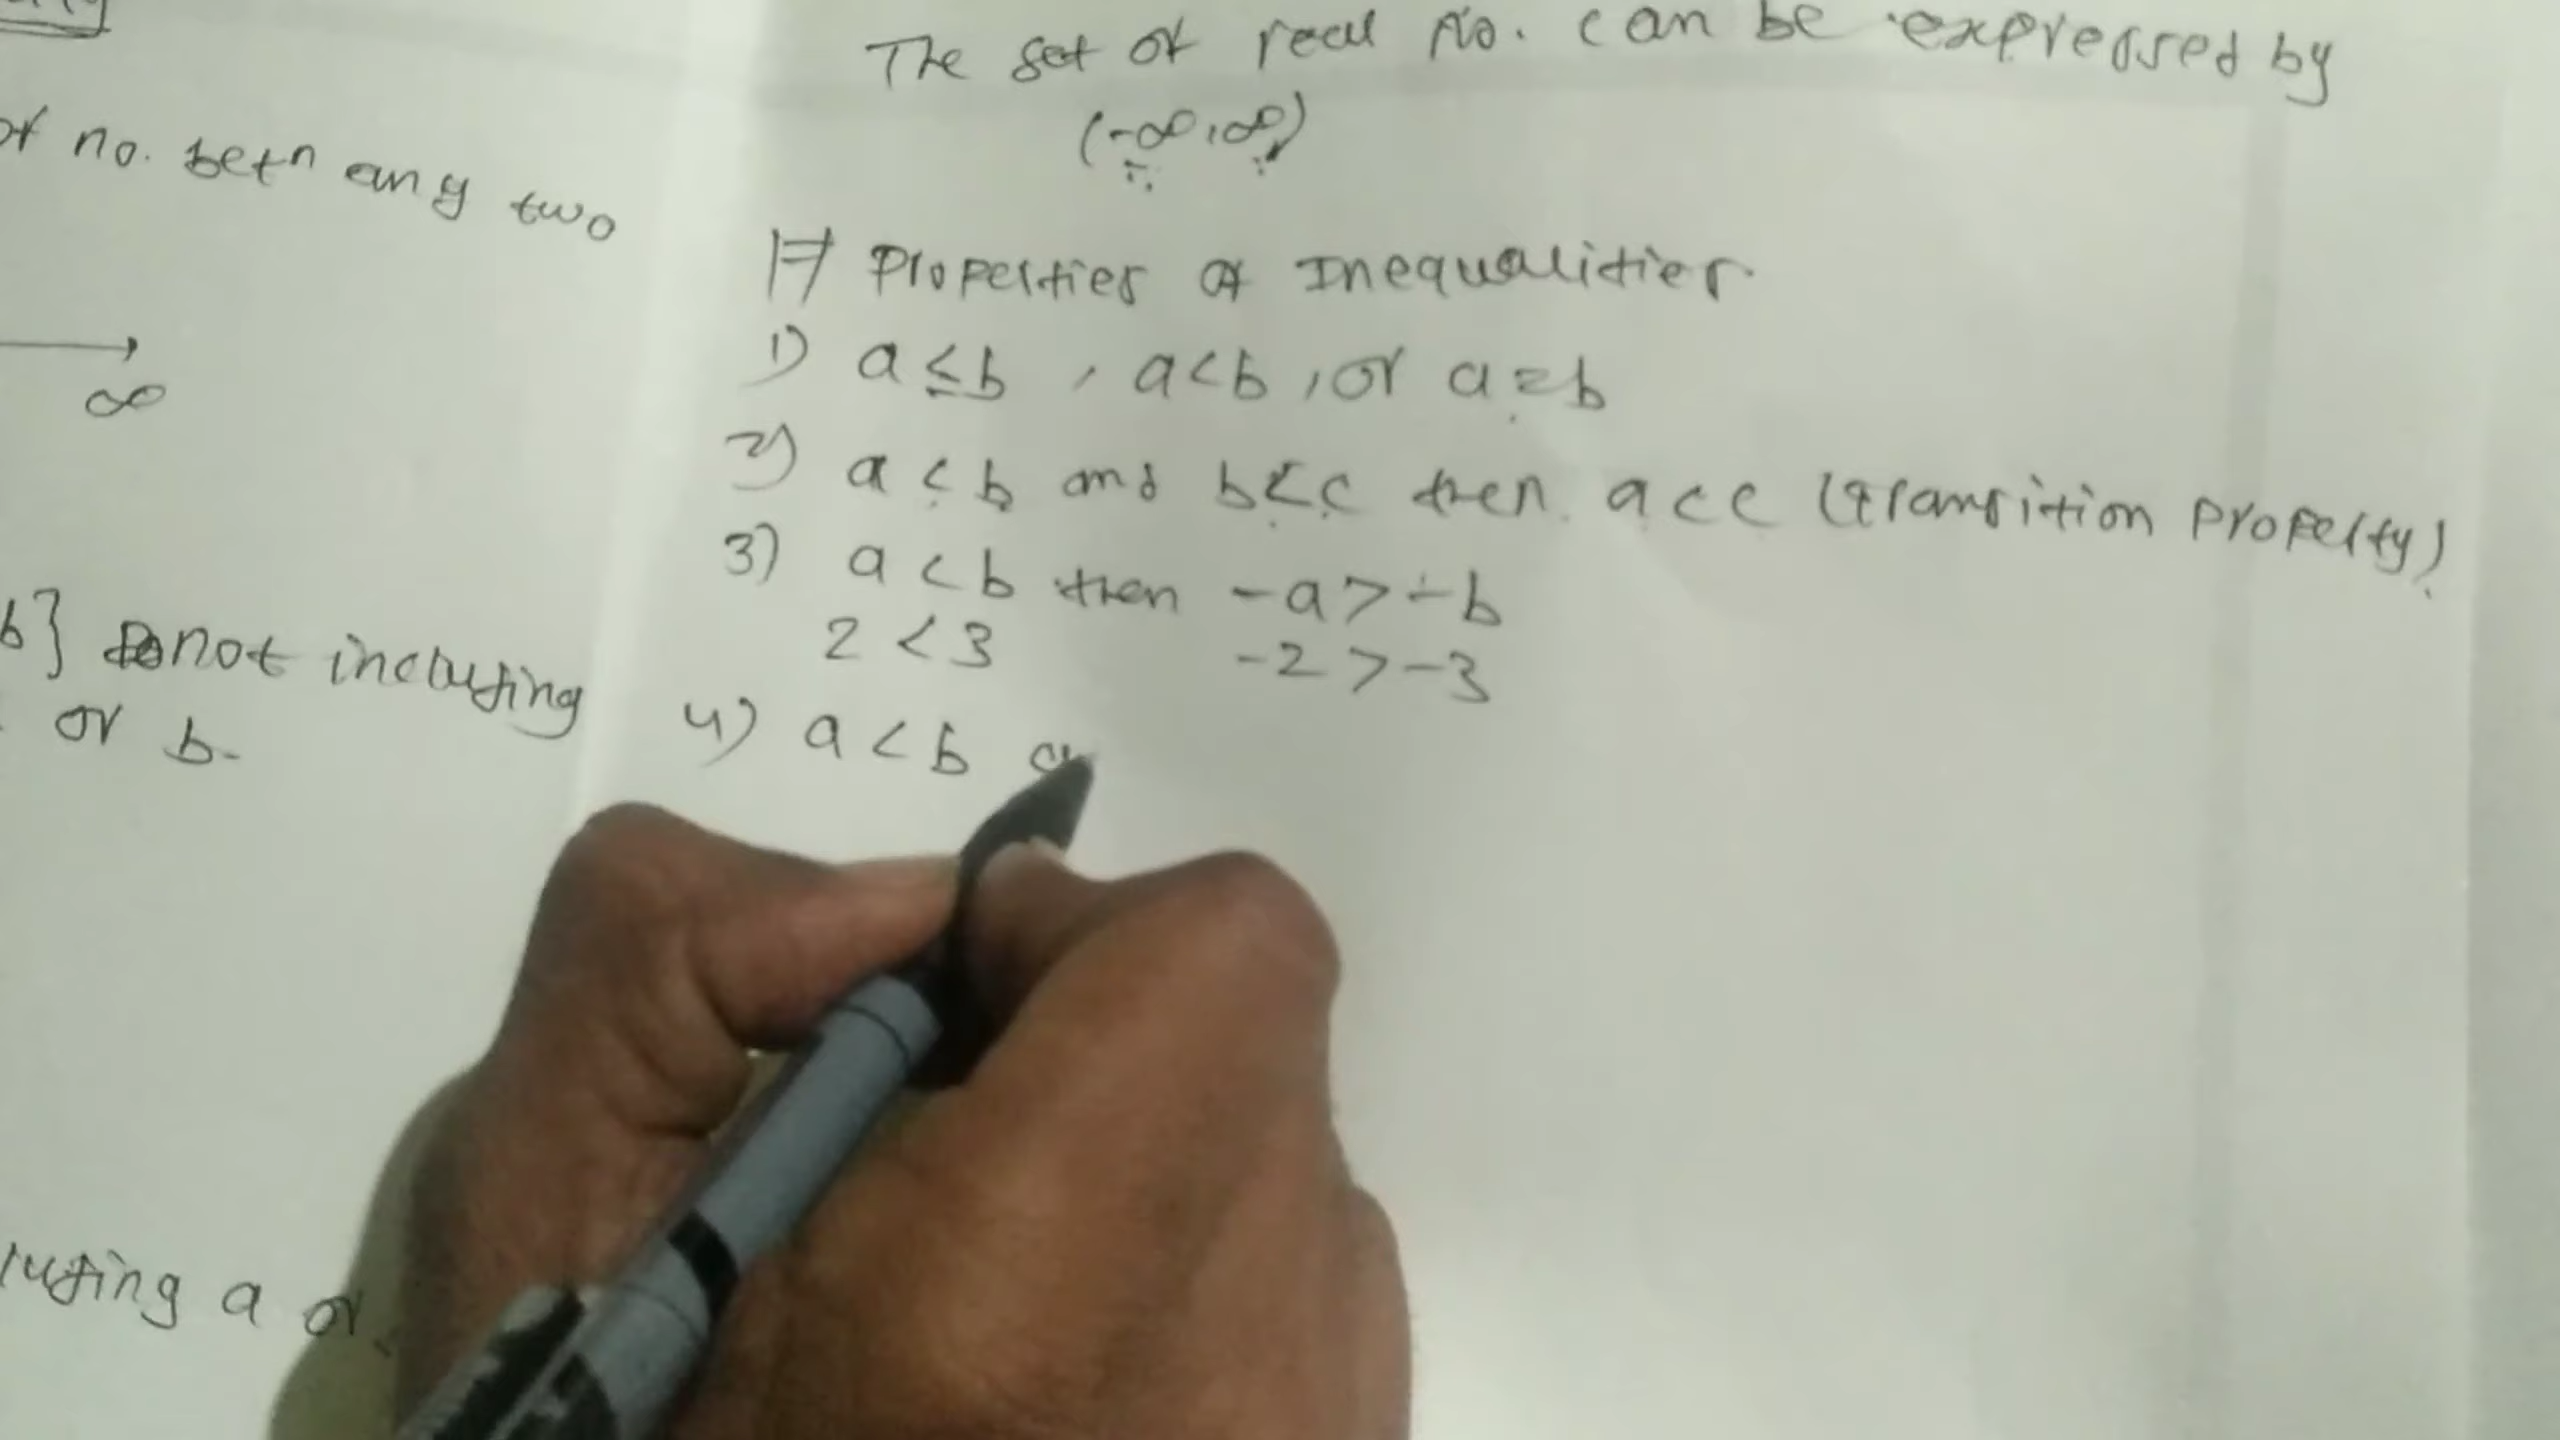 of no. betn any two
∞
b} not including
or b.
luding a or
The set of real No. can be expressed by
(-∞, ∞)
Properties of Inequalities.
1) a ≤ b , a < b , or a = b
2) a < b and b < c then a < c (transition property)
3) a < b then -a > -b
2 < 3 -2 > -3
4) a < b